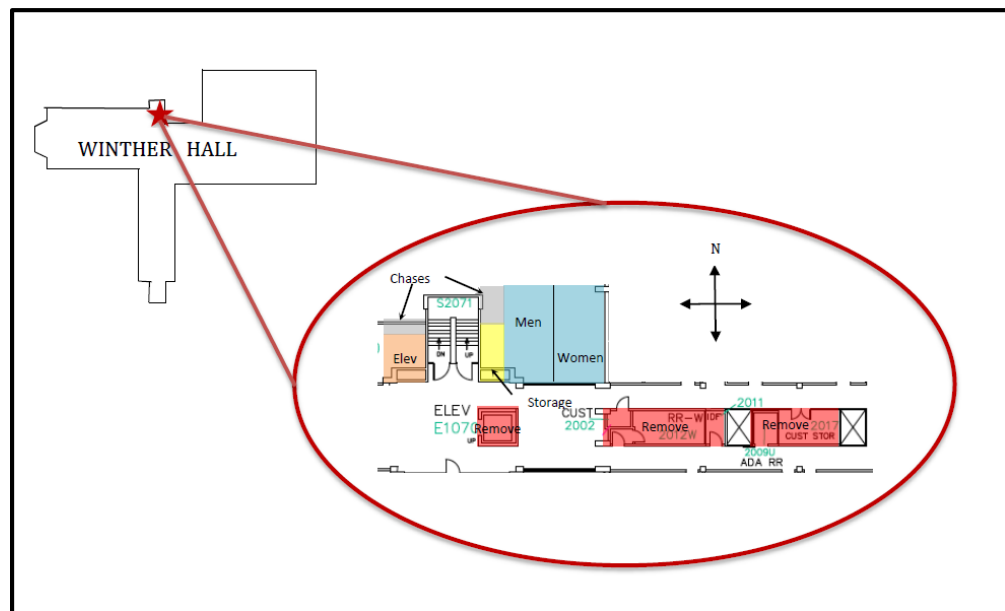 WINTHER HALL
N
Chases
S2071
Men
Elev
DN
UP
Women
Storage
ELEV
E1070
Remove
UP
CUST
2002
RR-W
Remove
2012W
2011
Remove
2017
CUST STOR
2009U
ADA RR